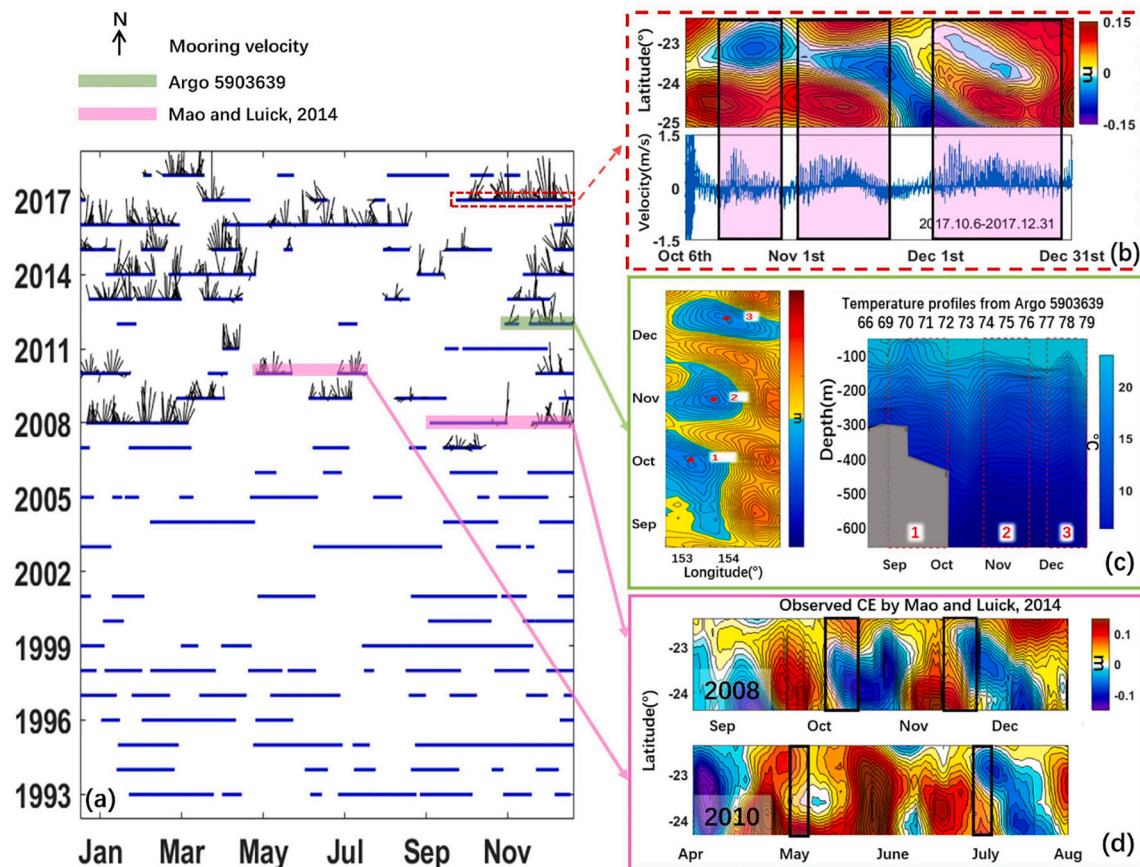 N
Mooring velocity
Argo 5903639
Mao and Luick, 2014
2017
2014
2011
2008
2005
2002
1999
1996
1993
(a)
Jan Mar May Jul Sep Nov
0.15
0
-0.15
m
Latitude(°)
-23
-24
-25
Velocity(m/s)
1.5
0
-1.5
2017.10.6-2017.12.31
Oct 6th Nov 1st Dec 1st Dec 31st
(b)
Dec
Nov
Oct
Sep
3
2
1
153 154
Longitude(°)
m
Temperature profiles from Argo 5903639
66 69 70 71 72 73 74 75 76 77 78 79
Depth(m)
-100
-200
-300
-400
-500
-600
1 2 3
Sep Oct Nov Dec
20
15
10
°C
(c)
Observed CE by Mao and Luick, 2014
Latitude(°)
-23
-24
2008
Sep Oct Nov Dec
0.1
0
-0.1
m
-23
-24
2010
Apr May June July Aug
(d)